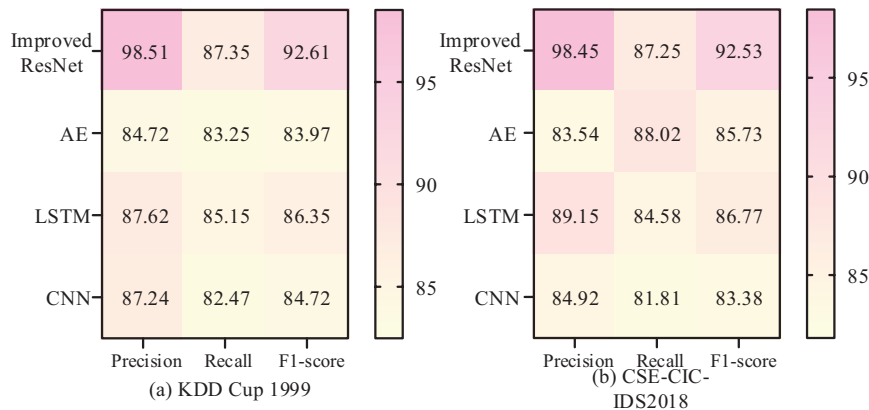 Improved
ResNet
98.51 87.35 92.61
AE
84.72 83.25 83.97
LSTM
87.62 85.15 86.35
CNN
87.24 82.47 84.72
Precision Recall F1-score
95
90
85
(a) KDD Cup 1999
Improved
ResNet
98.45 87.25 92.53
AE
83.54 88.02 85.73
LSTM
89.15 84.58 86.77
CNN
84.92 81.81 83.38
Precision Recall F1-score
95
90
85
(b) CSE-CIC-
IDS2018